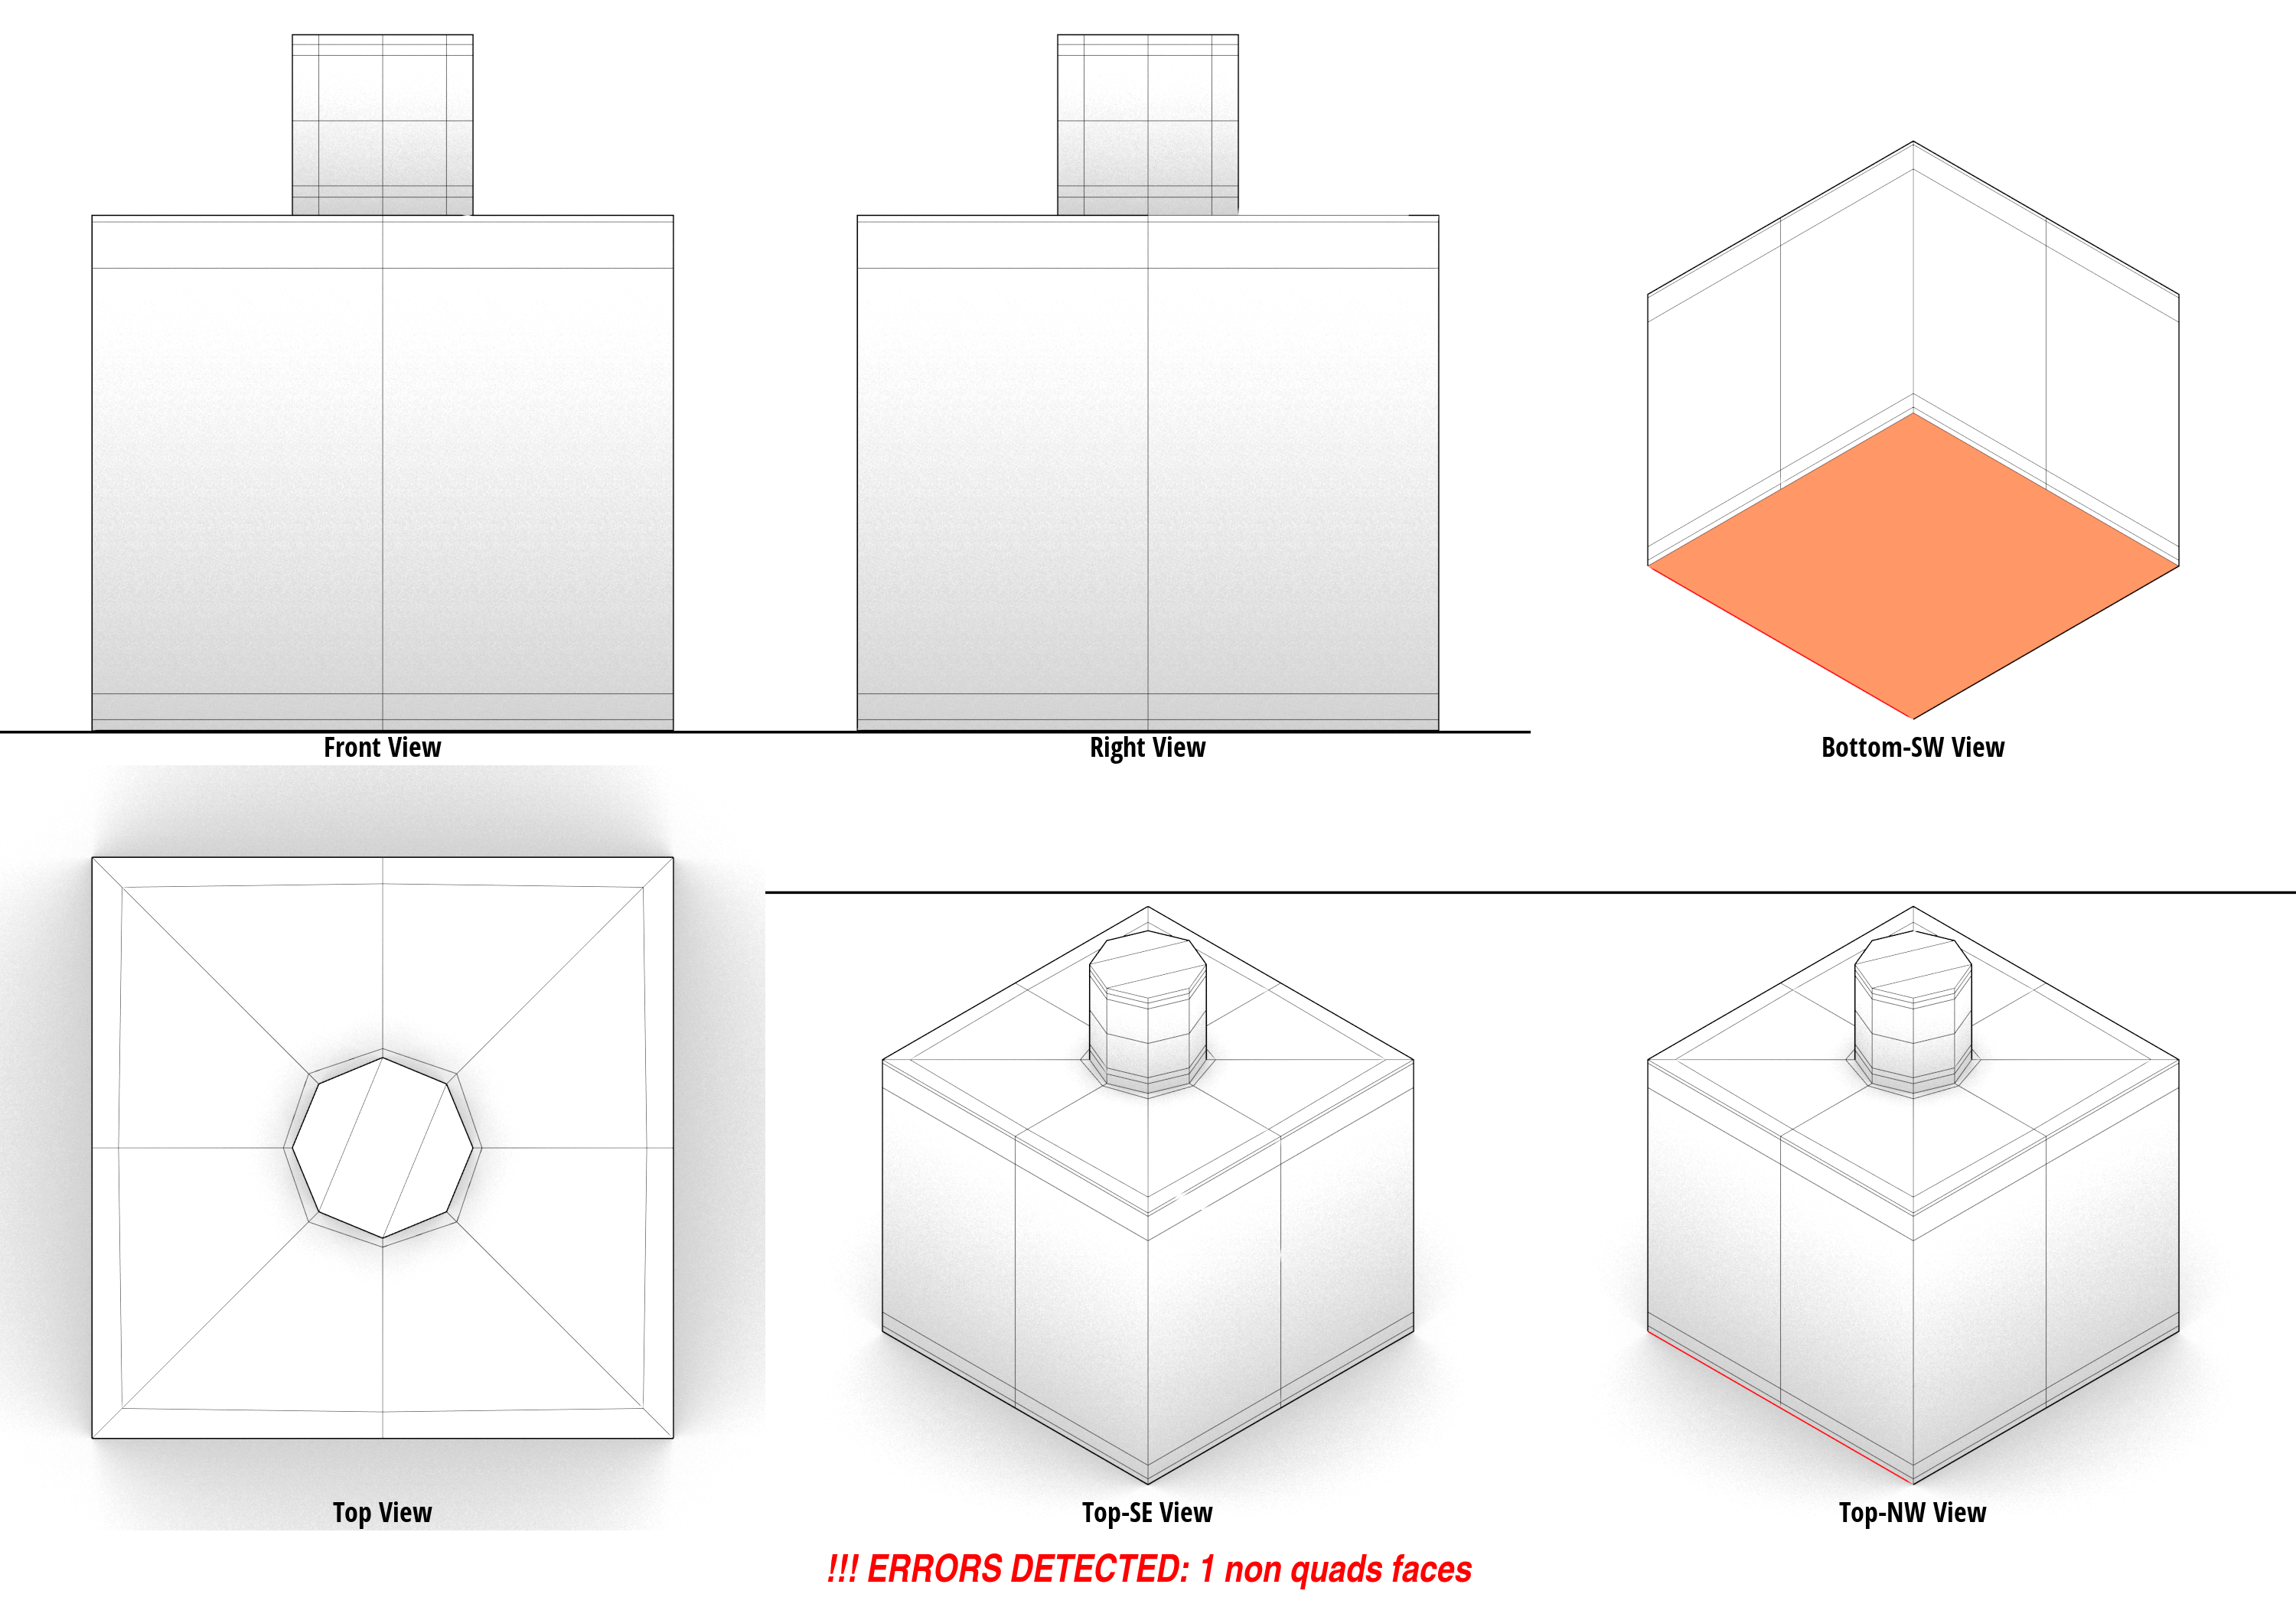 Front View
Right View
Bottom-SW View
Top View
Top-SE View
Top-NW View
!!! ERRORS DETECTED: 1 non quads faces